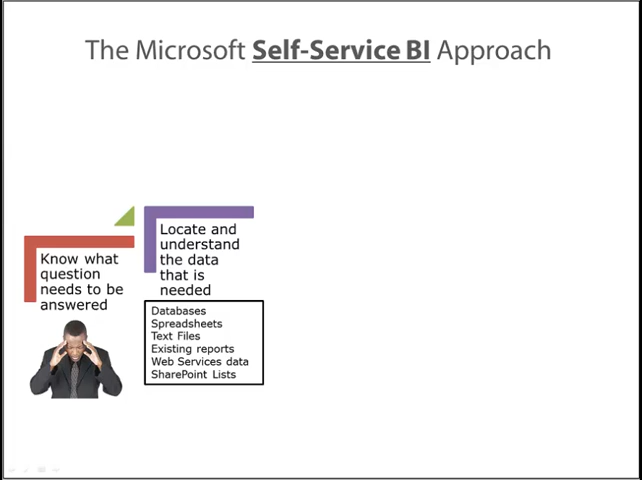 The Microsoft Self-Service BI Approach
Know what
question
needs to be
answered
Locate and
understand
the data
that is
needed
Databases
Spreadsheets
Text Files
Existing reports
Web Services data
SharePoint Lists